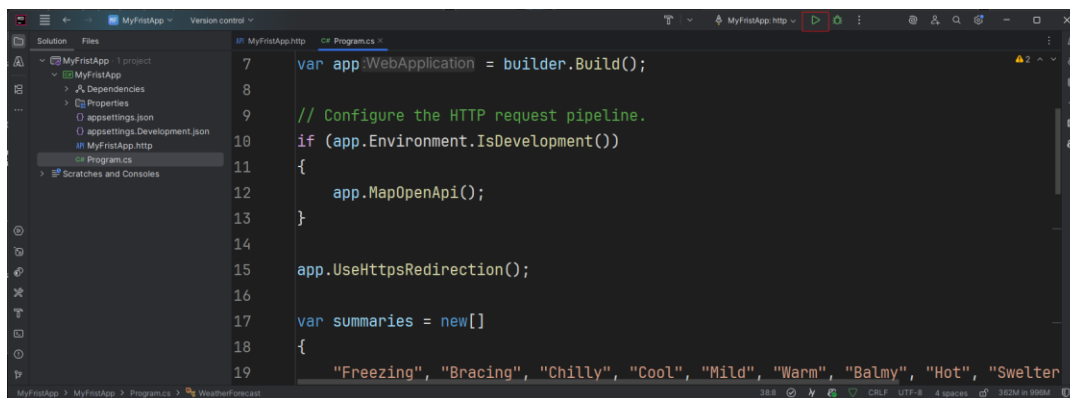 MyFristApp Version control MyFristApp: http
Solution Files
MyFristApp.http C# Program.cs
MyFristApp · 1 project
MyFristApp
Dependencies
Properties
appsettings.json
appsettings.Development.json
MyFristApp.http
C# Program.cs
Scratches and Consoles
7 var app :WebApplication = builder.Build();
8
9 // Configure the HTTP request pipeline.
10 if (app.Environment.IsDevelopment())
11 {
12 app.MapOpenApi();
13 }
14
15 app.UseHttpsRedirection();
16
17 var summaries = new[]
18 {
19 "Freezing", "Bracing", "Chilly", "Cool", "Mild", "Warm", "Balmy", "Hot", "Swelter
2
MyFristApp > MyFristApp > Program.cs > WeatherForecast 38:8 CRLF UTF-8 4 spaces 362M in 996M